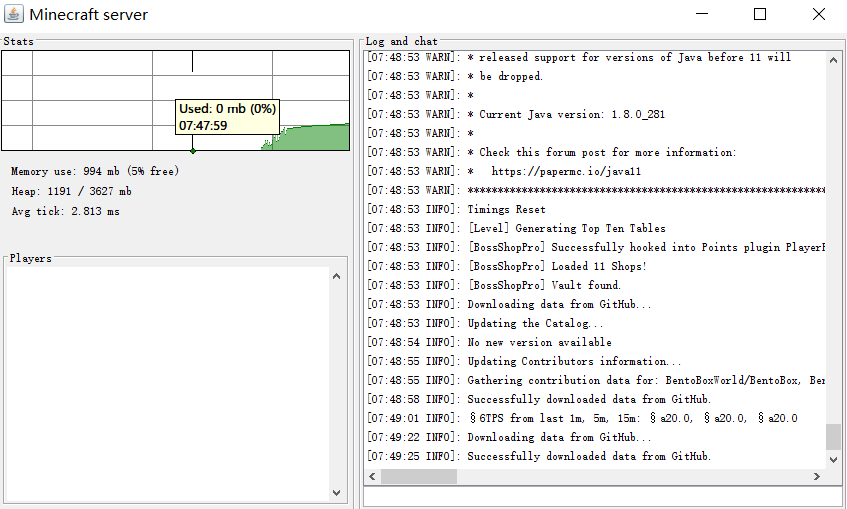 Minecraft server
Stats
Used: 0 mb (0%)
07:47:59
Memory use: 994 mb (5% free)
Heap: 1191 / 3627 mb
Avg tick: 2.813 ms
Players
Log and chat
[07:48:53 WARN]: * released support for versions of Java before 11 will
[07:48:53 WARN]: * be dropped.
[07:48:53 WARN]: *
[07:48:53 WARN]: * Current Java version: 1.8.0_281
[07:48:53 WARN]: *
[07:48:53 WARN]: * Check this forum post for more information:
[07:48:53 WARN]: *   https://papermc.io/java11
[07:48:53 WARN]: ************************************************************
[07:48:53 INFO]: Timings Reset
[07:48:53 INFO]: [Level] Generating Top Ten Tables
[07:48:53 INFO]: [BossShopPro] Successfully hooked into Points plugin Player
[07:48:53 INFO]: [BossShopPro] Loaded 11 Shops!
[07:48:53 INFO]: [BossShopPro] Vault found.
[07:48:53 INFO]: Downloading data from GitHub...
[07:48:53 INFO]: Updating the Catalog...
[07:48:54 INFO]: No new version available
[07:48:55 INFO]: Updating Contributors information...
[07:48:55 INFO]: Gathering contribution data for: BentoBoxWorld/BentoBox, Ben
[07:48:58 INFO]: Successfully downloaded data from GitHub.
[07:49:01 INFO]: §6TPS from last 1m, 5m, 15m: §a20.0, §a20.0, §a20.0
[07:49:22 INFO]: Downloading data from GitHub...
[07:49:25 INFO]: Successfully downloaded data from GitHub.